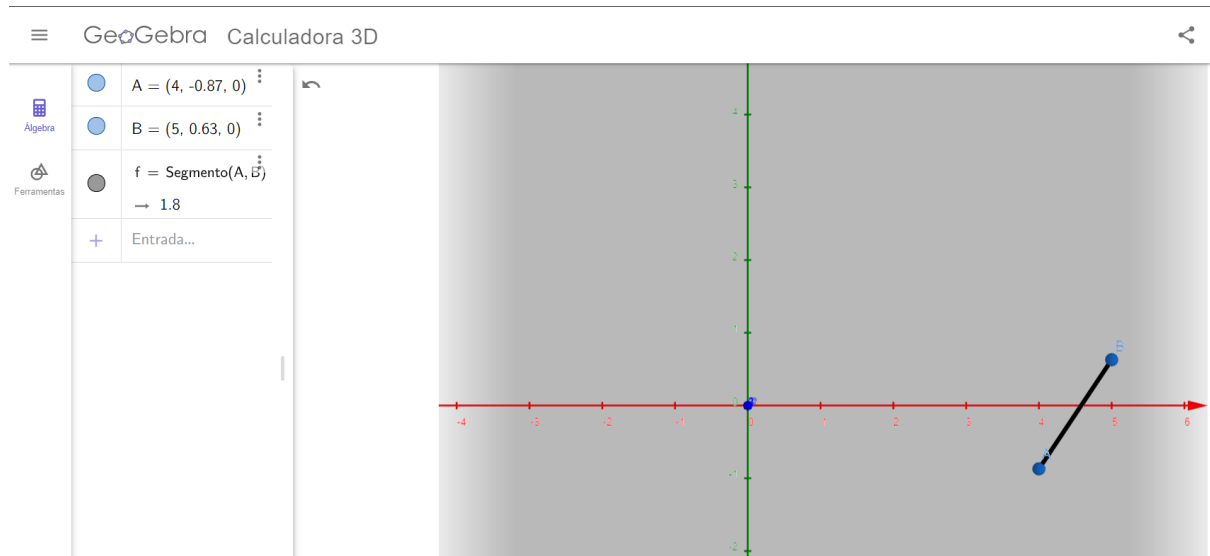 GeoGebra Calculadora 3D
Álgebra
Ferramentas
A = (4, -0.87, 0)
B = (5, 0.63, 0)
f = Segmento(A, B)
→ 1.8
+ Entrada...
4
3
2
1
0
-1
-2
-4 -3 -2 -1 0 1 2 3 4 5 6
A
B